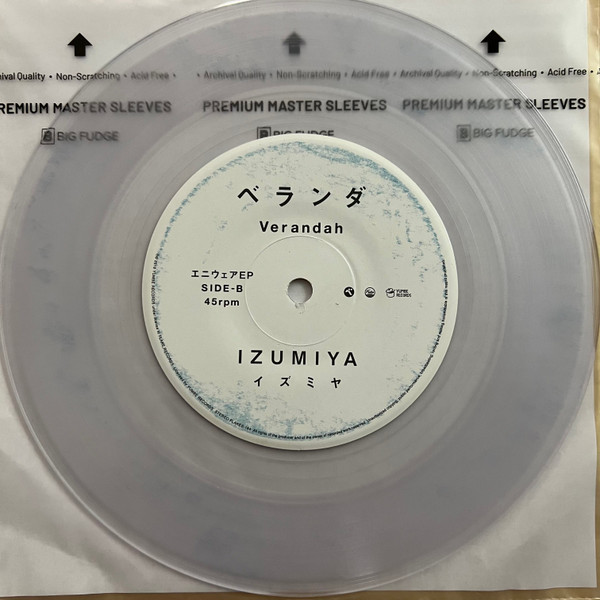 hival Quality • Non-Scratching • Acid Free • • Archival Quality • Non-Scratching • Acid Free • Archival Quality • Non-Scratching • Acid Free •
PREMIUM MASTER SLEEVES PREMIUM MASTER SLEEVES PREMIUM MASTER SLEEVES
B BIG FUDGE B BIG FUDGE B BIG FUDGE
ベランダ
Verandah
エニウェアEP
SIDE-B
45rpm
RECORDS
IZUMIYA
イズミヤ